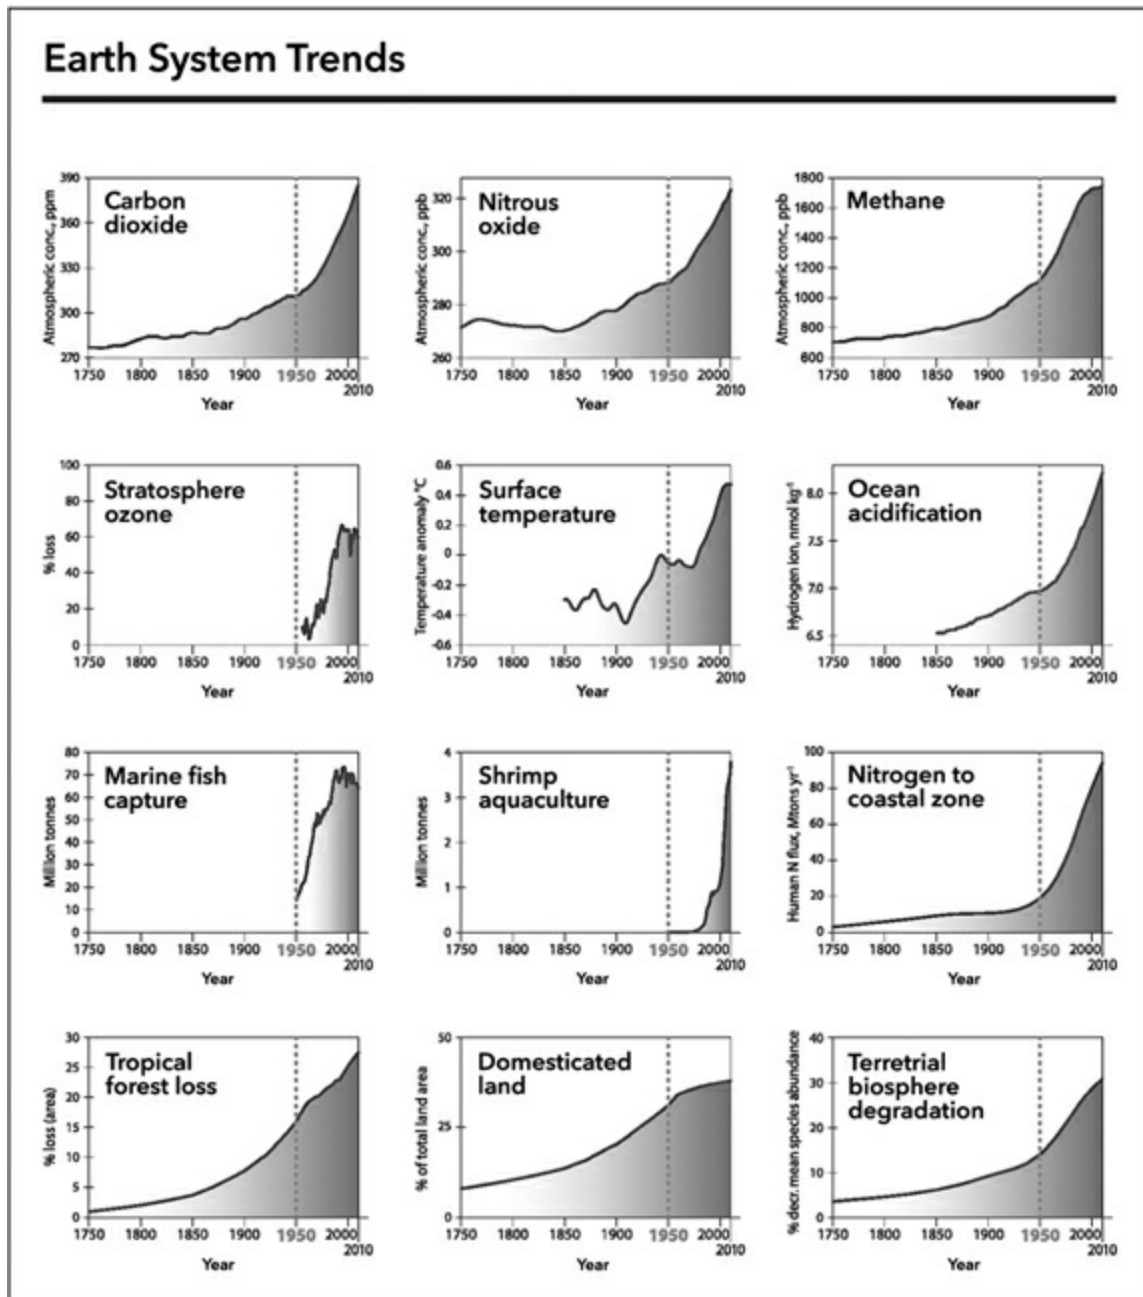 Earth System Trends
390
360
330
300
270
Atmospheric conc., ppm
Carbon
dioxide
1750 1800 1850 1900 1950 2000
2010
Year
320
300
280
260
Atmospheric conc., ppb
Nitrous
oxide
1750 1800 1850 1900 1950 2000
2010
Year
1800
1600
1400
1200
1000
800
600
Atmospheric conc., ppb
Methane
1750 1800 1850 1900 1950 2000
2010
Year
100
80
60
40
20
0
% loss
Stratosphere
ozone
1750 1800 1850 1900 1950 2000
2010
Year
0.6
0.4
0.2
0
-0.2
-0.4
-0.6
Temperature anomaly °C
Surface
temperature
1750 1800 1850 1900 1950 2000
2010
Year
8.0
7.5
7.0
6.5
Hydrogen ion, nmol kg⁻¹
Ocean
acidification
1750 1800 1850 1900 1950 2000
2010
Year
80
70
60
50
40
30
20
10
0
Million tonnes
Marine fish
capture
1750 1800 1850 1900 1950 2000
2010
Year
4
3
2
1
0
Million tonnes
Shrimp
aquaculture
1750 1800 1850 1900 1950 2000
2010
Year
100
80
60
40
20
0
Human N flux, Mtons yr⁻¹
Nitrogen to
coastal zone
1750 1800 1850 1900 1950 2000
2010
Year
30
25
20
15
10
5
0
% loss (area)
Tropical
forest loss
1750 1800 1850 1900 1950 2000
2010
Year
50
25
0
% of total land area
Domesticated
land
1750 1800 1850 1900 1950 2000
2010
Year
40
30
20
10
0
% decr. mean species abundance
Terretrial
biosphere
degradation
1750 1800 1850 1900 1950 2000
2010
Year